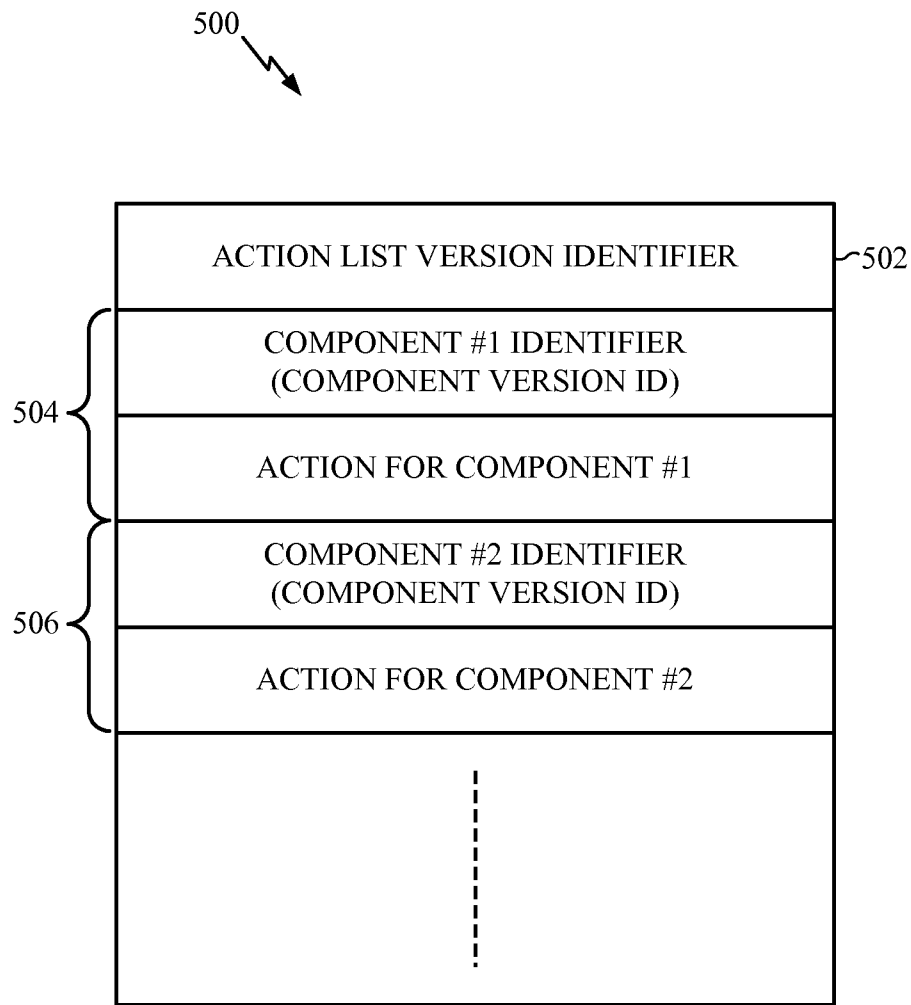 500
ACTION LIST VERSION IDENTIFIER
502
COMPONENT #1 IDENTIFIER
(COMPONENT VERSION ID)
504
ACTION FOR COMPONENT #1
COMPONENT #2 IDENTIFIER
(COMPONENT VERSION ID)
506
ACTION FOR COMPONENT #2